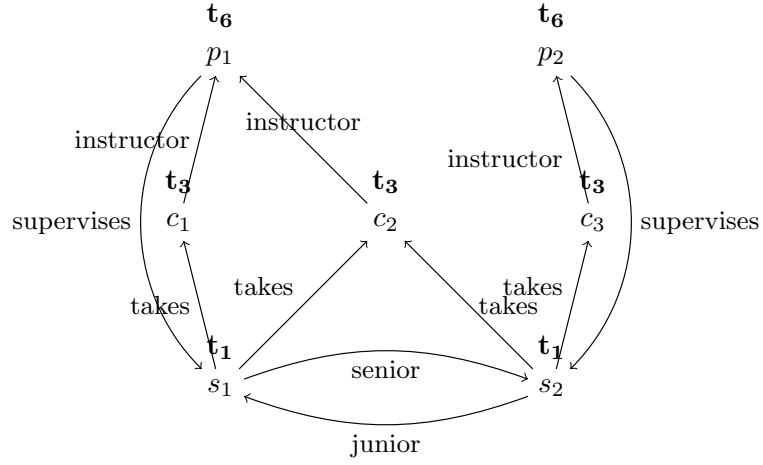 t₆ t₆
p₁ p₂
instructor
instructor
instructor
t₃ t₃ t₃
supervises c₁ c₂ c₃ supervises
takes takes
takes takes
t₁ t₁
s₁ senior s₂
junior